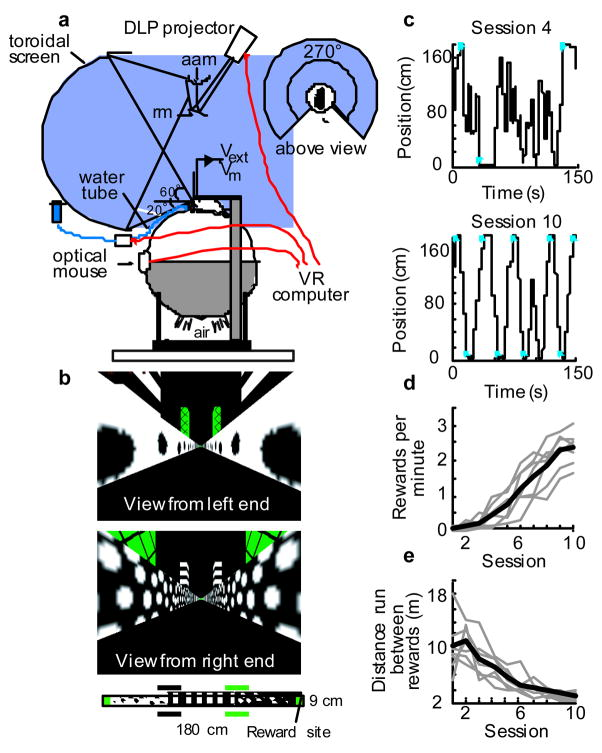 a
toroidal
screen
DLP projector
aam
rm
270°
above view
water
tube
60°
20°
Vext
Vm
optical
mouse
VR
computer
air
b
View from left end
View from right end
180 cm
9 cm
Reward site
c
Session 4
Position (cm)
160
80
0
0
150
Time (s)
Session 10
Position (cm)
160
80
0
0
150
Time (s)
d
Rewards per
minute
3
2
1
0
2
6
10
Session
e
Distance run
between
rewards (m)
18
10
2
2
6
10
Session